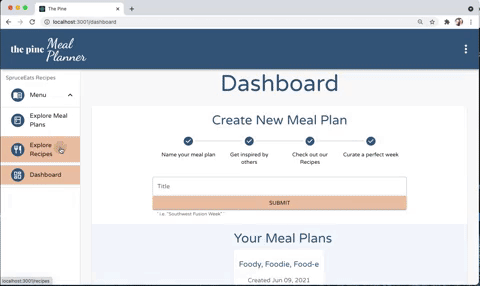 The Pine
localhost:3001/dashboard
the pine Meal
Planner
SpruceEats Recipes
Menu
Explore Meal
Plans
Explore
Recipes
Dashboard
Dashboard
Create New Meal Plan
Name your meal plan
Get inspired by
others
Check out our
Recipes
Curate a perfect week
Title
SUBMIT
` i.e. "Southwest Fusion Week" `
Your Meal Plans
Foody, Foodie, Food-e
Created Jun 09, 2021
localhost:3001/recipes